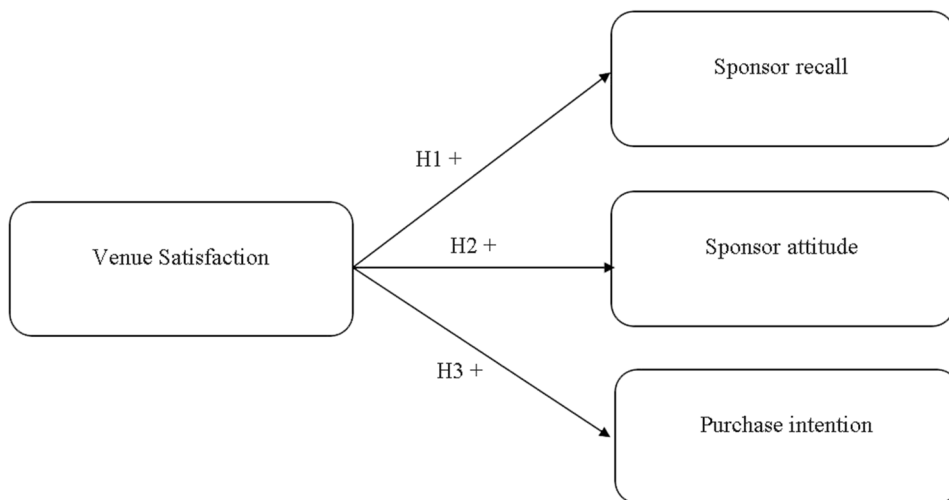 Sponsor recall
H1 +
Venue Satisfaction
H2 +
Sponsor attitude
H3 +
Purchase intention